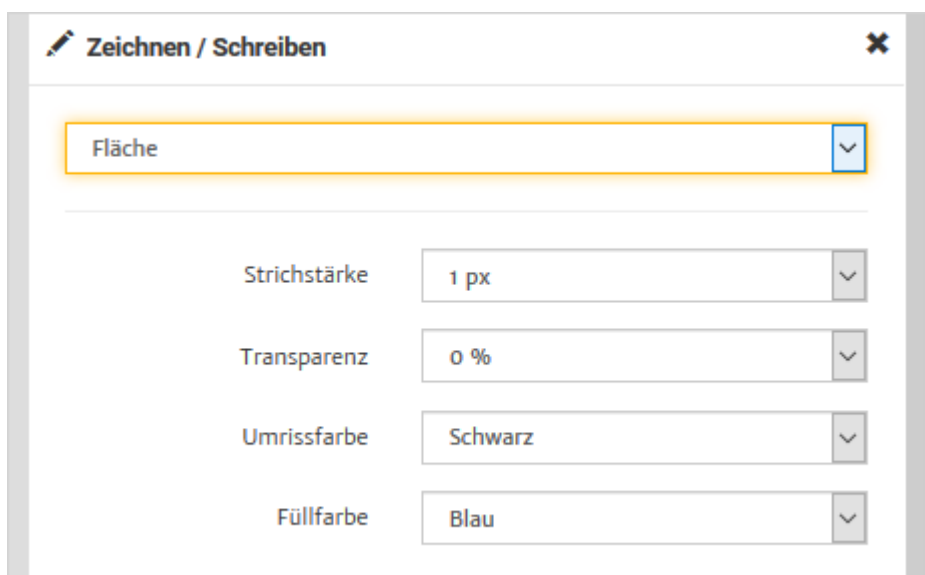 Zeichnen / Schreiben
Fläche
Strichstärke 1 px
Transparenz 0 %
Umrissfarbe Schwarz
Füllfarbe Blau